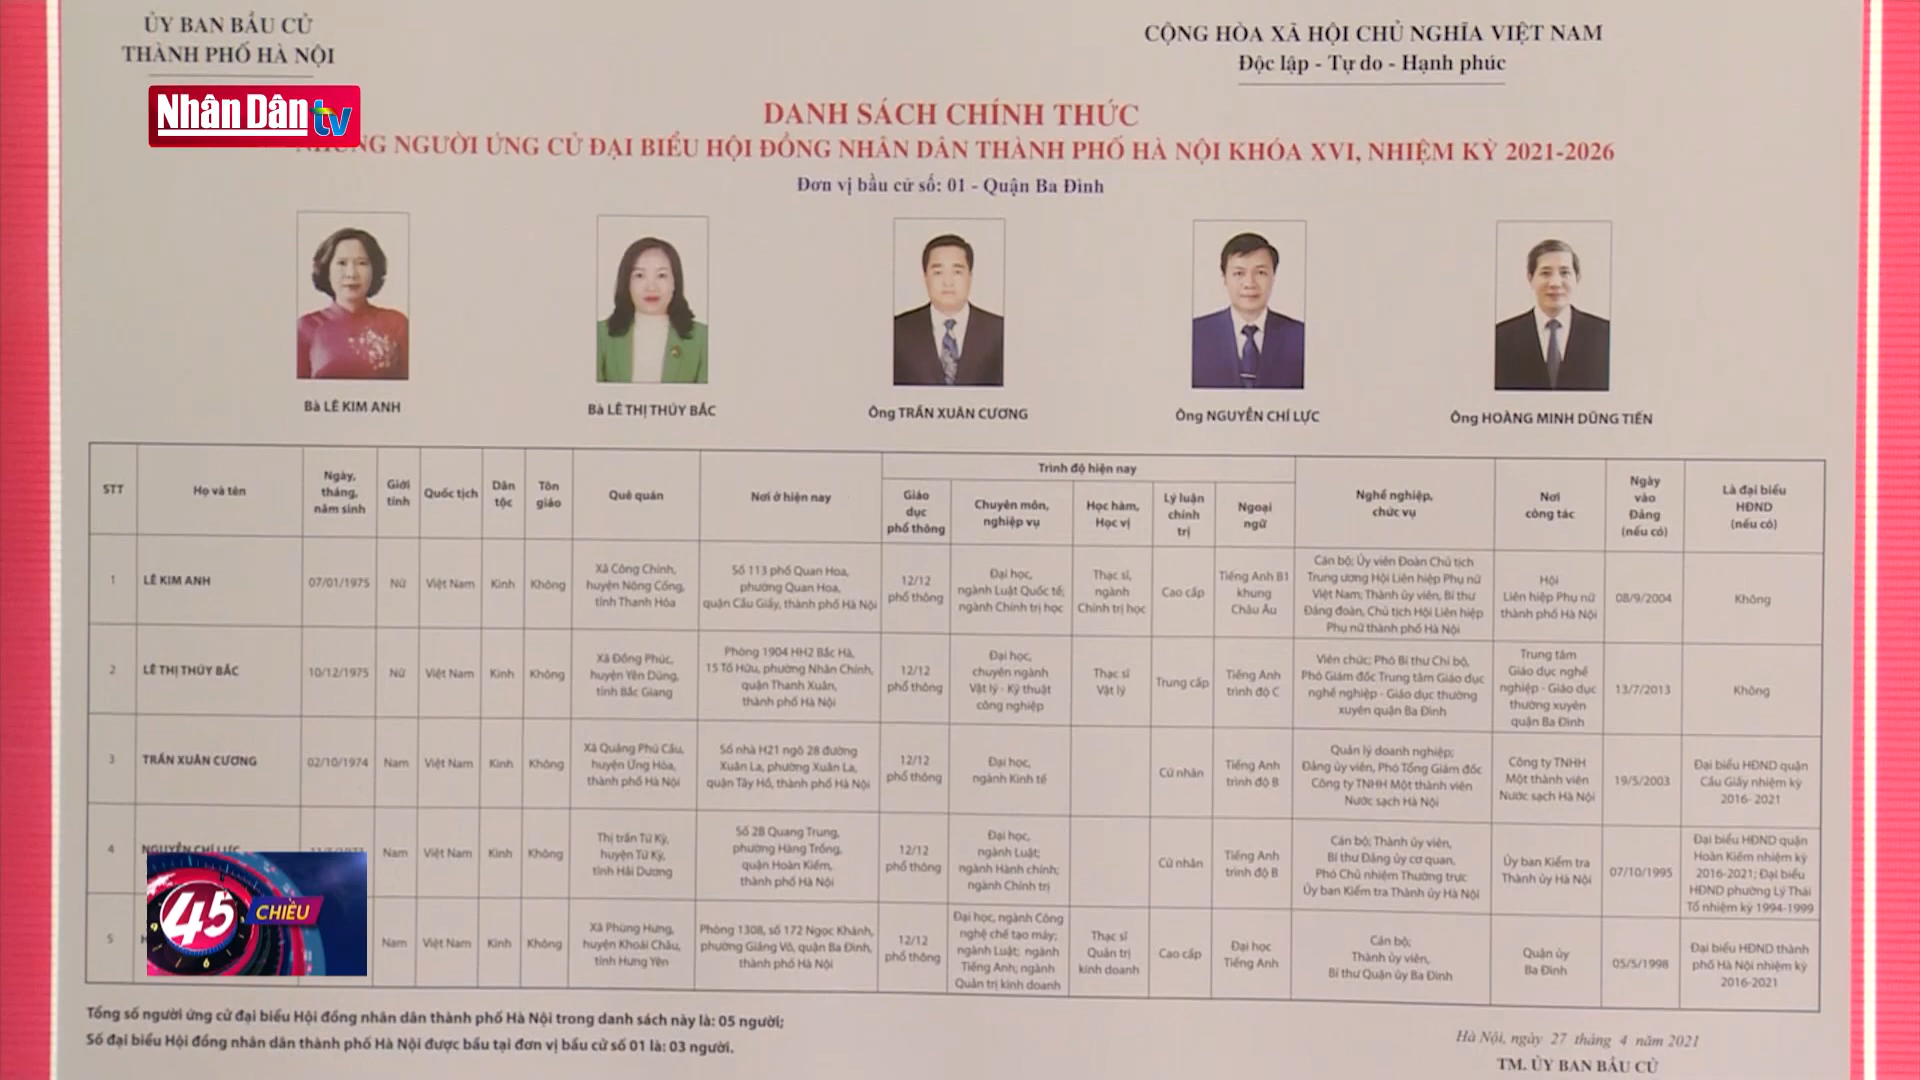 ỦY BAN BẦU CỬ
THÀNH PHỐ HÀ NỘI
CỘNG HÒA XÃ HỘI CHỦ NGHĨA VIỆT NAM
Độc lập - Tự do - Hạnh phúc
Nhân Dân tv
DANH SÁCH CHÍNH THỨC
NGƯỜI ỨNG CỬ ĐẠI BIỂU HỘI ĐỒNG NHÂN DÂN THÀNH PHỐ HÀ NỘI KHÓA XVI, NHIỆM KỲ 2021-2026
Đơn vị bầu cử số: 01 - Quận Ba Đình
Bà LÊ KIM ANH
Bà LÊ THỊ THÚY BẮC
Ông TRẦN XUÂN CƯƠNG
Ông NGUYỄN CHÍ LỰC
Ông HOÀNG MINH DŨNG TIẾN
STT
Họ và tên
Ngày,
tháng,
năm sinh
Giới
tính
Quốc tịch
Dân
tộc
Tôn
giáo
Quê quán
Nơi ở hiện nay
Trình độ hiện nay
Giáo
dục
phổ thông
Chuyên môn,
nghiệp vụ
Học hàm,
Học vị
Lý luận
chính
trị
Ngoại
ngữ
Nghề nghiệp,
chức vụ
Nơi
công tác
Ngày
vào
Đảng
(nếu có)
Là đại biểu
HĐND
(nếu có)
1
LÊ KIM ANH
07/01/1975
Nữ
Việt Nam
Kinh
Không
Xã Công Chính,
huyện Nông Cống,
tỉnh Thanh Hóa
Số 113 phố Quan Hoa,
phường Quan Hoa,
quận Cầu Giấy, thành phố Hà Nội
12/12
phổ thông
Đại học,
ngành Luật Quốc tế;
ngành Chính trị học
Thạc sĩ,
ngành
Chính trị học
Cao cấp
Tiếng Anh B1
khung
Châu Âu
Cán bộ; Ủy viên Đoàn Chủ tịch
Trung ương Hội Liên hiệp Phụ nữ
Việt Nam; Thành ủy viên, Bí thư
Đảng đoàn, Chủ tịch Hội Liên hiệp
Phụ nữ thành phố Hà Nội
Hội
Liên hiệp Phụ nữ
thành phố Hà Nội
08/9/2004
Không
2
LÊ THỊ THÚY BẮC
10/12/1975
Nữ
Việt Nam
Kinh
Không
Xã Đồng Phúc,
huyện Yên Dũng,
tỉnh Bắc Giang
Phòng 1904 HH2 Bắc Hà,
15 Tố Hữu, phường Nhân Chính,
quận Thanh Xuân,
thành phố Hà Nội
12/12
phổ thông
Đại học,
chuyên ngành
Vật lý - Kỹ thuật
công nghiệp
Thạc sĩ
Vật lý
Trung cấp
Tiếng Anh
trình độ C
Viên chức; Phó Bí thư Chi bộ,
Phó Giám đốc Trung tâm Giáo dục
nghề nghiệp - Giáo dục thường
xuyên quận Ba Đình
Trung tâm
Giáo dục nghề
nghiệp - Giáo dục
thường xuyên
quận Ba Đình
13/7/2013
Không
3
TRẦN XUÂN CƯƠNG
02/10/1974
Nam
Việt Nam
Kinh
Không
Xã Quảng Phú Cầu,
huyện Ứng Hòa,
thành phố Hà Nội
Số nhà H21 ngõ 28 đường
Xuân La, phường Xuân La,
quận Tây Hồ, thành phố Hà Nội
12/12
phổ thông
Đại học,
ngành Kinh tế
Cử nhân
Tiếng Anh
trình độ B
Quản lý doanh nghiệp;
Đảng ủy viên, Phó Tổng Giám đốc
Công ty TNHH Một thành viên
Nước sạch Hà Nội
Công ty TNHH
Một thành viên
Nước sạch Hà Nội
19/5/2003
Đại biểu HĐND quận
Cầu Giấy nhiệm kỳ
2016- 2021
4
NGUYỄN CHÍ LỰC
Nam
Việt Nam
Kinh
Không
Thị trấn Tứ Kỳ,
huyện Tứ Kỳ,
tỉnh Hải Dương
Số 2B Quang Trung,
phường Hàng Trống,
quận Hoàn Kiếm,
thành phố Hà Nội
12/12
phổ thông
Đại học,
ngành Luật;
ngành Hành chính;
ngành Chính trị
Cử nhân
Tiếng Anh
trình độ B
Cán bộ; Thành ủy viên,
Bí thư Đảng ủy cơ quan,
Phó Chủ nhiệm Thường trực
Ủy ban Kiểm tra Thành ủy Hà Nội
Ủy ban Kiểm tra
Thành ủy Hà Nội
07/10/1995
Đại biểu HĐND quận
Hoàn Kiếm nhiệm kỳ
2016-2021; Đại biểu
HĐND phường Lý Thái
Tổ nhiệm kỳ 1994-1999
5
Nam
Việt Nam
Kinh
Không
Xã Phùng Hưng,
huyện Khoái Châu,
tỉnh Hưng Yên
Phòng 1308, số 172 Ngọc Khánh,
phường Giảng Võ, quận Ba Đình,
thành phố Hà Nội
12/12
phổ thông
Đại học, ngành Công
nghệ chế tạo máy;
ngành Luật; ngành
Tiếng Anh; ngành
Quản trị kinh doanh
Thạc sĩ
Quản trị
kinh doanh
Cao cấp
Đại học
Tiếng Anh
Cán bộ;
Thành ủy viên,
Bí thư Quận ủy Ba Đình
Quận ủy
Ba Đình
05/5/1998
Đại biểu HĐND thành
phố Hà Nội nhiệm kỳ
2016-2021
45 CHIỀU
9
6
Tổng số người ứng cử đại biểu Hội đồng nhân dân thành phố Hà Nội trong danh sách này là: 05 người;
Số đại biểu Hội đồng nhân dân thành phố Hà Nội được bầu tại đơn vị bầu cử số 01 là: 03 người.
Hà Nội, ngày 27 tháng 4 năm 2021
TM. ỦY BAN BẦU CỬ